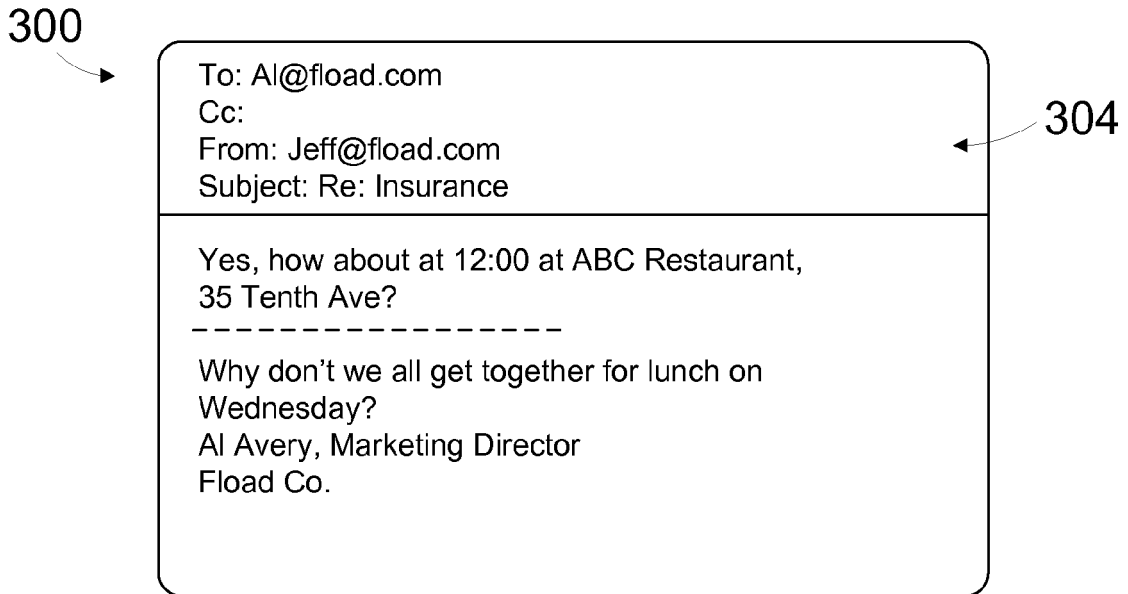 300
To: Al@fload.com
Cc:
From: Jeff@fload.com
304
Subject: Re: Insurance
Yes, how about at 12:00 at ABC Restaurant,
35 Tenth Ave?
Why don't we all get together for lunch on
Wednesday?
Al Avery, Marketing Director
Fload Co.